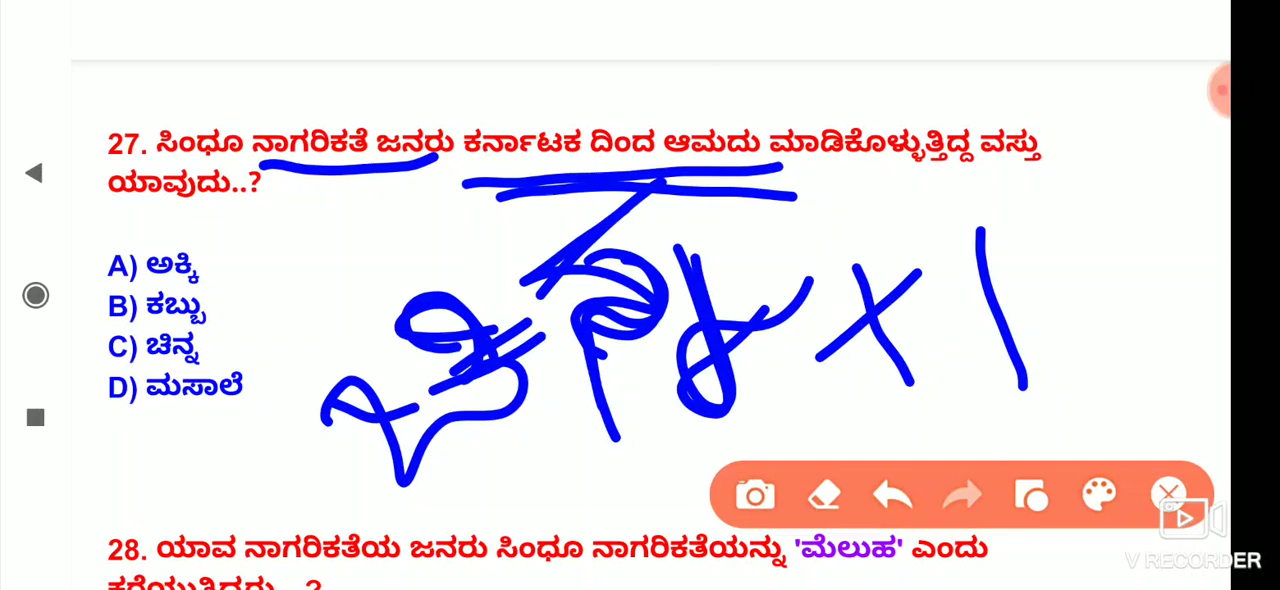 27. ಸಿಂಧೂ ನಾಗರಿಕತೆ ಜನರು ಕರ್ನಾಟಕ ದಿಂದ ಆಮದು ಮಾಡಿಕೊಳ್ಳುತ್ತಿದ್ದ ವಸ್ತು
ಯಾವುದು..?
A) ಅಕ್ಕಿ
B) ಕಬ್ಬು
C) ಚಿನ್ನ
D) ಮಸಾಲೆ
28. ಯಾವ ನಾಗರಿಕತೆಯ ಜನರು ಸಿಂಧೂ ನಾಗರಿಕತೆಯನ್ನು 'ಮೆಲುಹ' ಎಂದು
V RECORDER